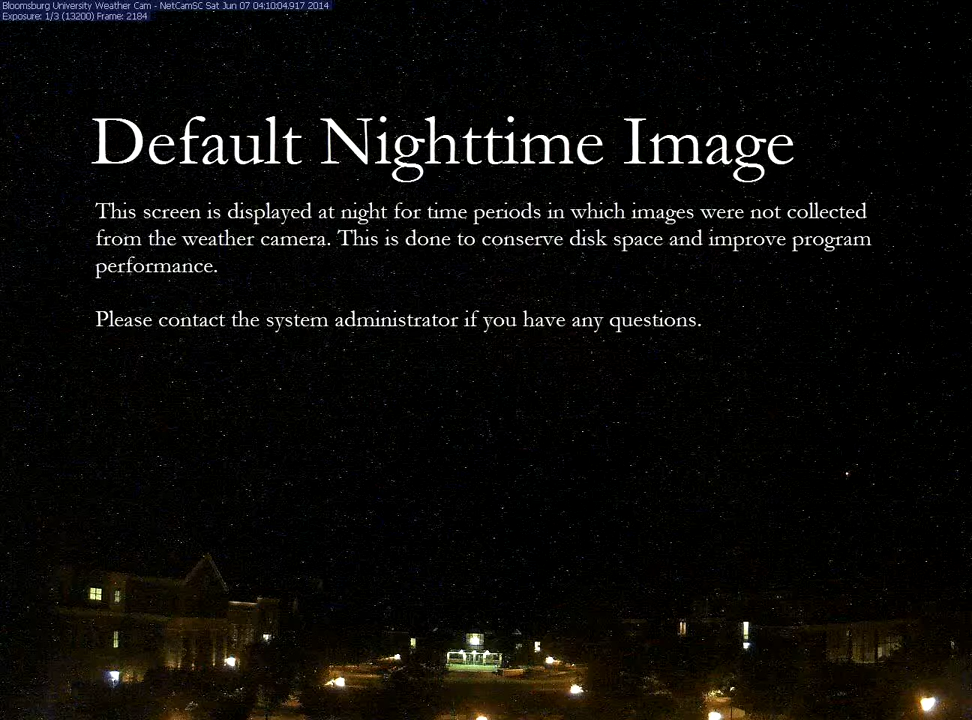 Bloomsburg University Weather Cam - NetCamSC Sat Jun 07 04:10:04.917 2014
Exposure: 1/3 (13200) Frame: 2184
Default Nighttime Image
This screen is displayed at night for time periods in which images were not collected
from the weather camera. This is done to conserve disk space and improve program
performance.
Please contact the system administrator if you have any questions.